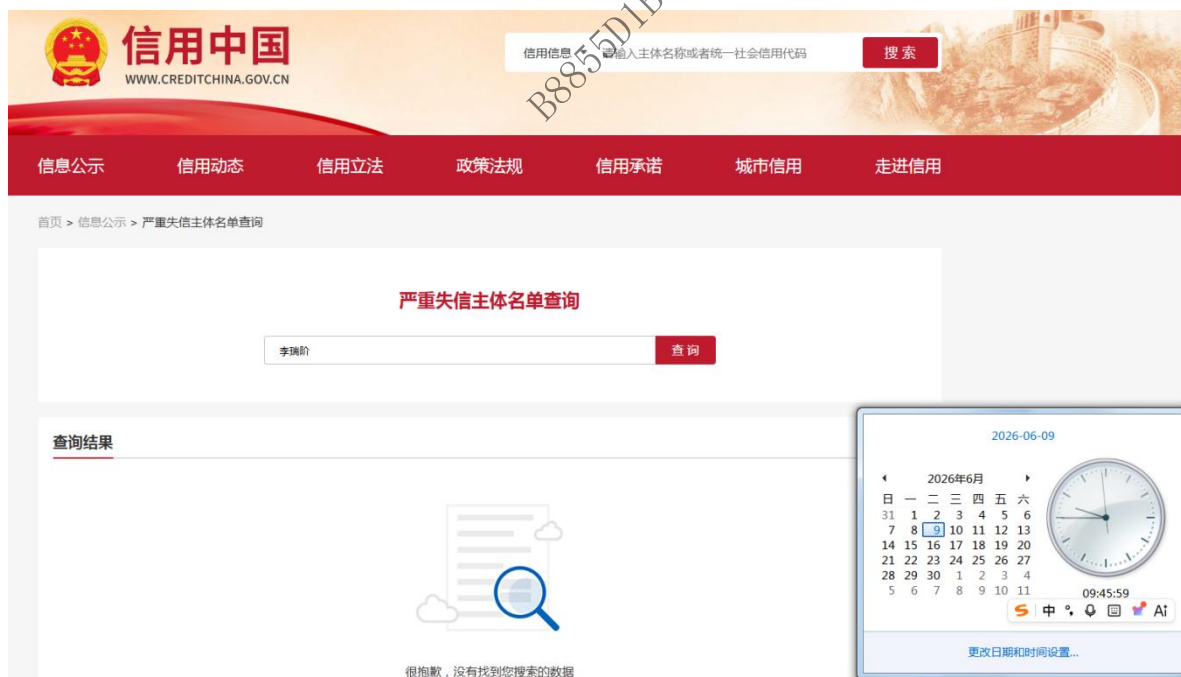 信用中国
WWW.CREDITCHINA.GOV.CN
信用信息 请输入主体名称或者统一社会信用代码 搜索
B8855D1B
信息公示 信用动态 信用立法 政策法规 信用承诺 城市信用 走进信用
首页 > 信息公示 > 严重失信主体名单查询
严重失信主体名单查询
李瑞阶 查询
查询结果
很抱歉，没有找到您搜索的数据
2026-06-09
2026年6月
日 一 二 三 四 五 六
31 1 2 3 4 5 6
7 8 9 10 11 12 13
14 15 16 17 18 19 20
21 22 23 24 25 26 27
28 29 30 1 2 3 4
5 6 7 8 9 10 11
09:45:59
S 中 °, AI
更改日期和时间设置...